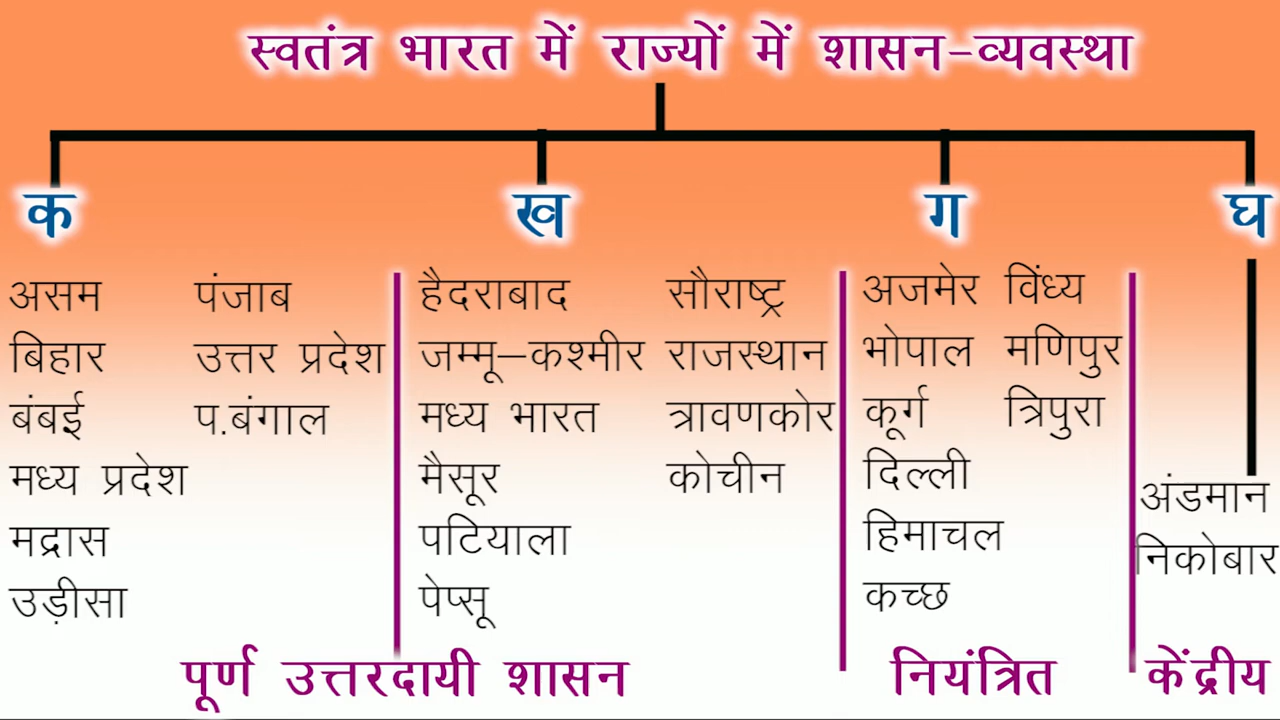 स्वतंत्र भारत में राज्यों में शासन-व्यवस्था
क
असम
बिहार
बंबई
मध्य प्रदेश
मद्रास
उड़ीसा
पंजाब
उत्तर प्रदेश
प.बंगाल
ख
हैदराबाद
जम्मू–कश्मीर
मध्य भारत
मैसूर
पटियाला
पेप्सू
सौराष्ट्र
राजस्थान
त्रावणकोर
कोचीन
पूर्ण उत्तरदायी शासन
ग
अजमेर
भोपाल
कूर्ग
दिल्ली
हिमाचल
कच्छ
विंध्य
मणिपुर
त्रिपुरा
नियंत्रित
घ
अंडमान
निकोबार
केंद्रीय